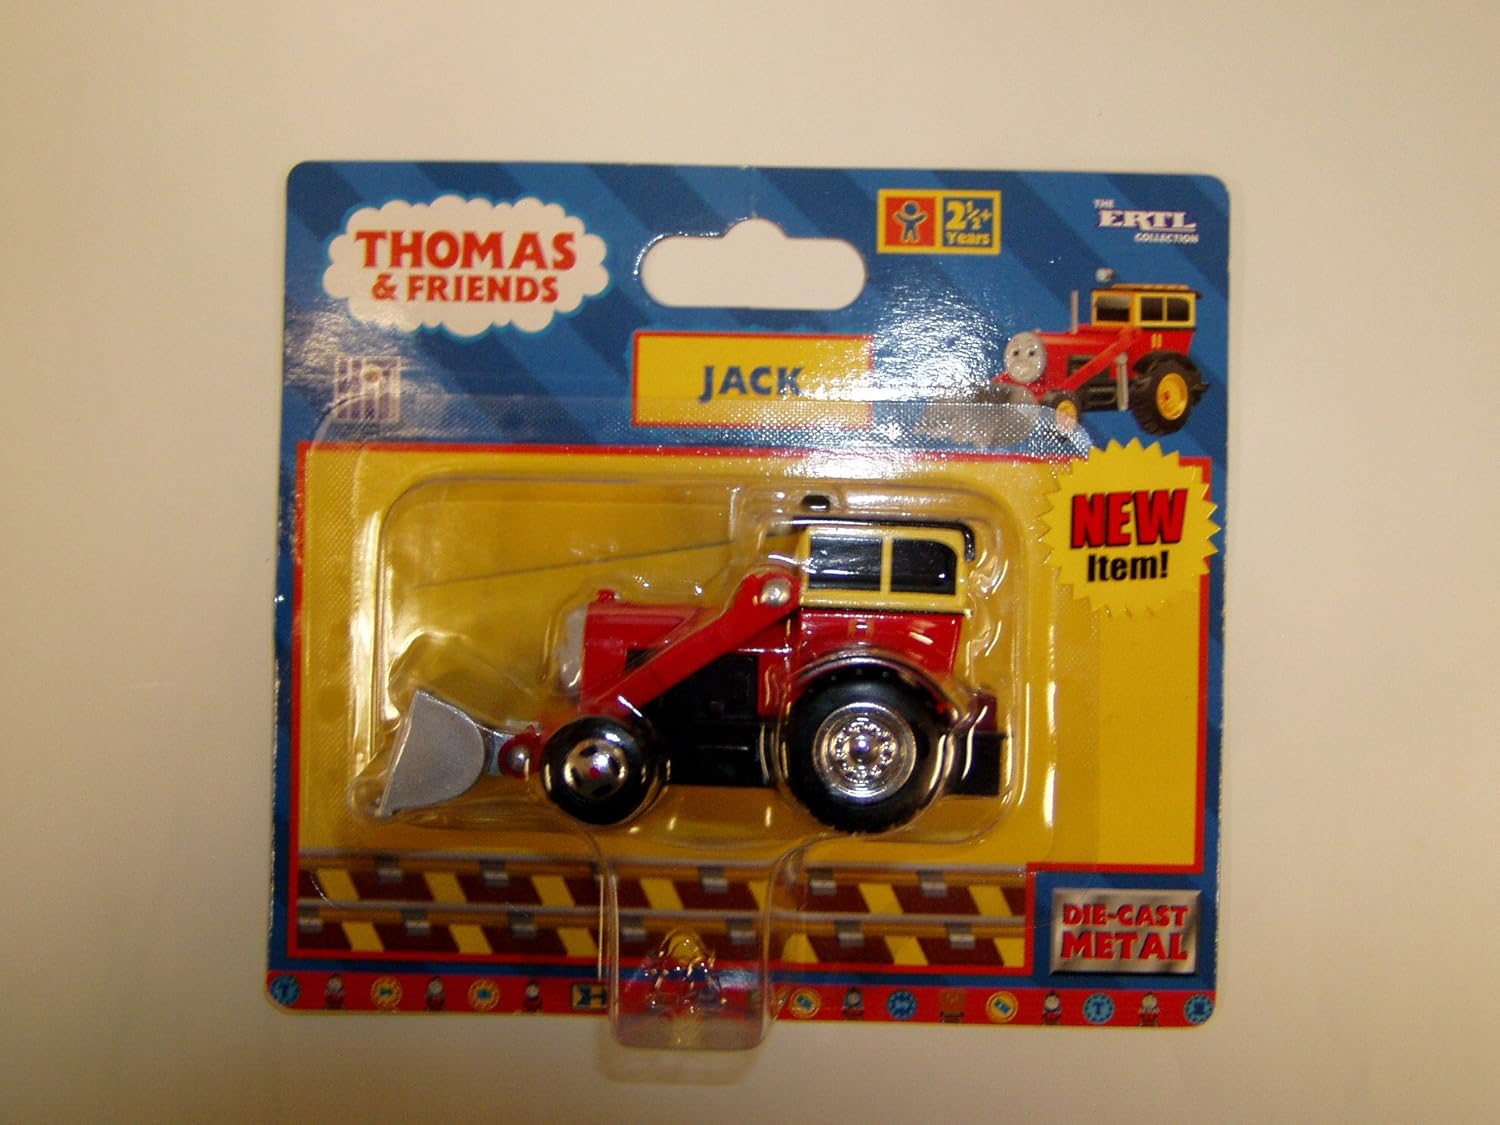 THOMAS
& FRIENDS
2½+
Years
THE
ERTL
COLLECTION
JACK
NEW
Item!
DIE-CAST
METAL